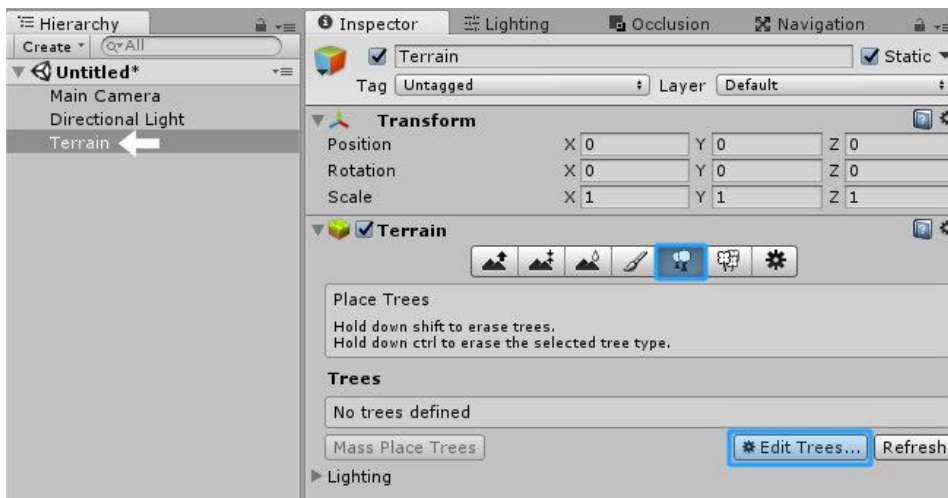 Hierarchy
Create All
Untitled*
Main Camera
Directional Light
Terrain
Inspector Lighting Occlusion Navigation
Terrain Static
Tag Untagged Layer Default
Transform
Position X 0 Y 0 Z 0
Rotation X 0 Y 0 Z 0
Scale X 1 Y 1 Z 1
Terrain
Place Trees
Hold down shift to erase trees.
Hold down ctrl to erase the selected tree type.
Trees
No trees defined
Mass Place Trees Edit Trees... Refresh
Lighting